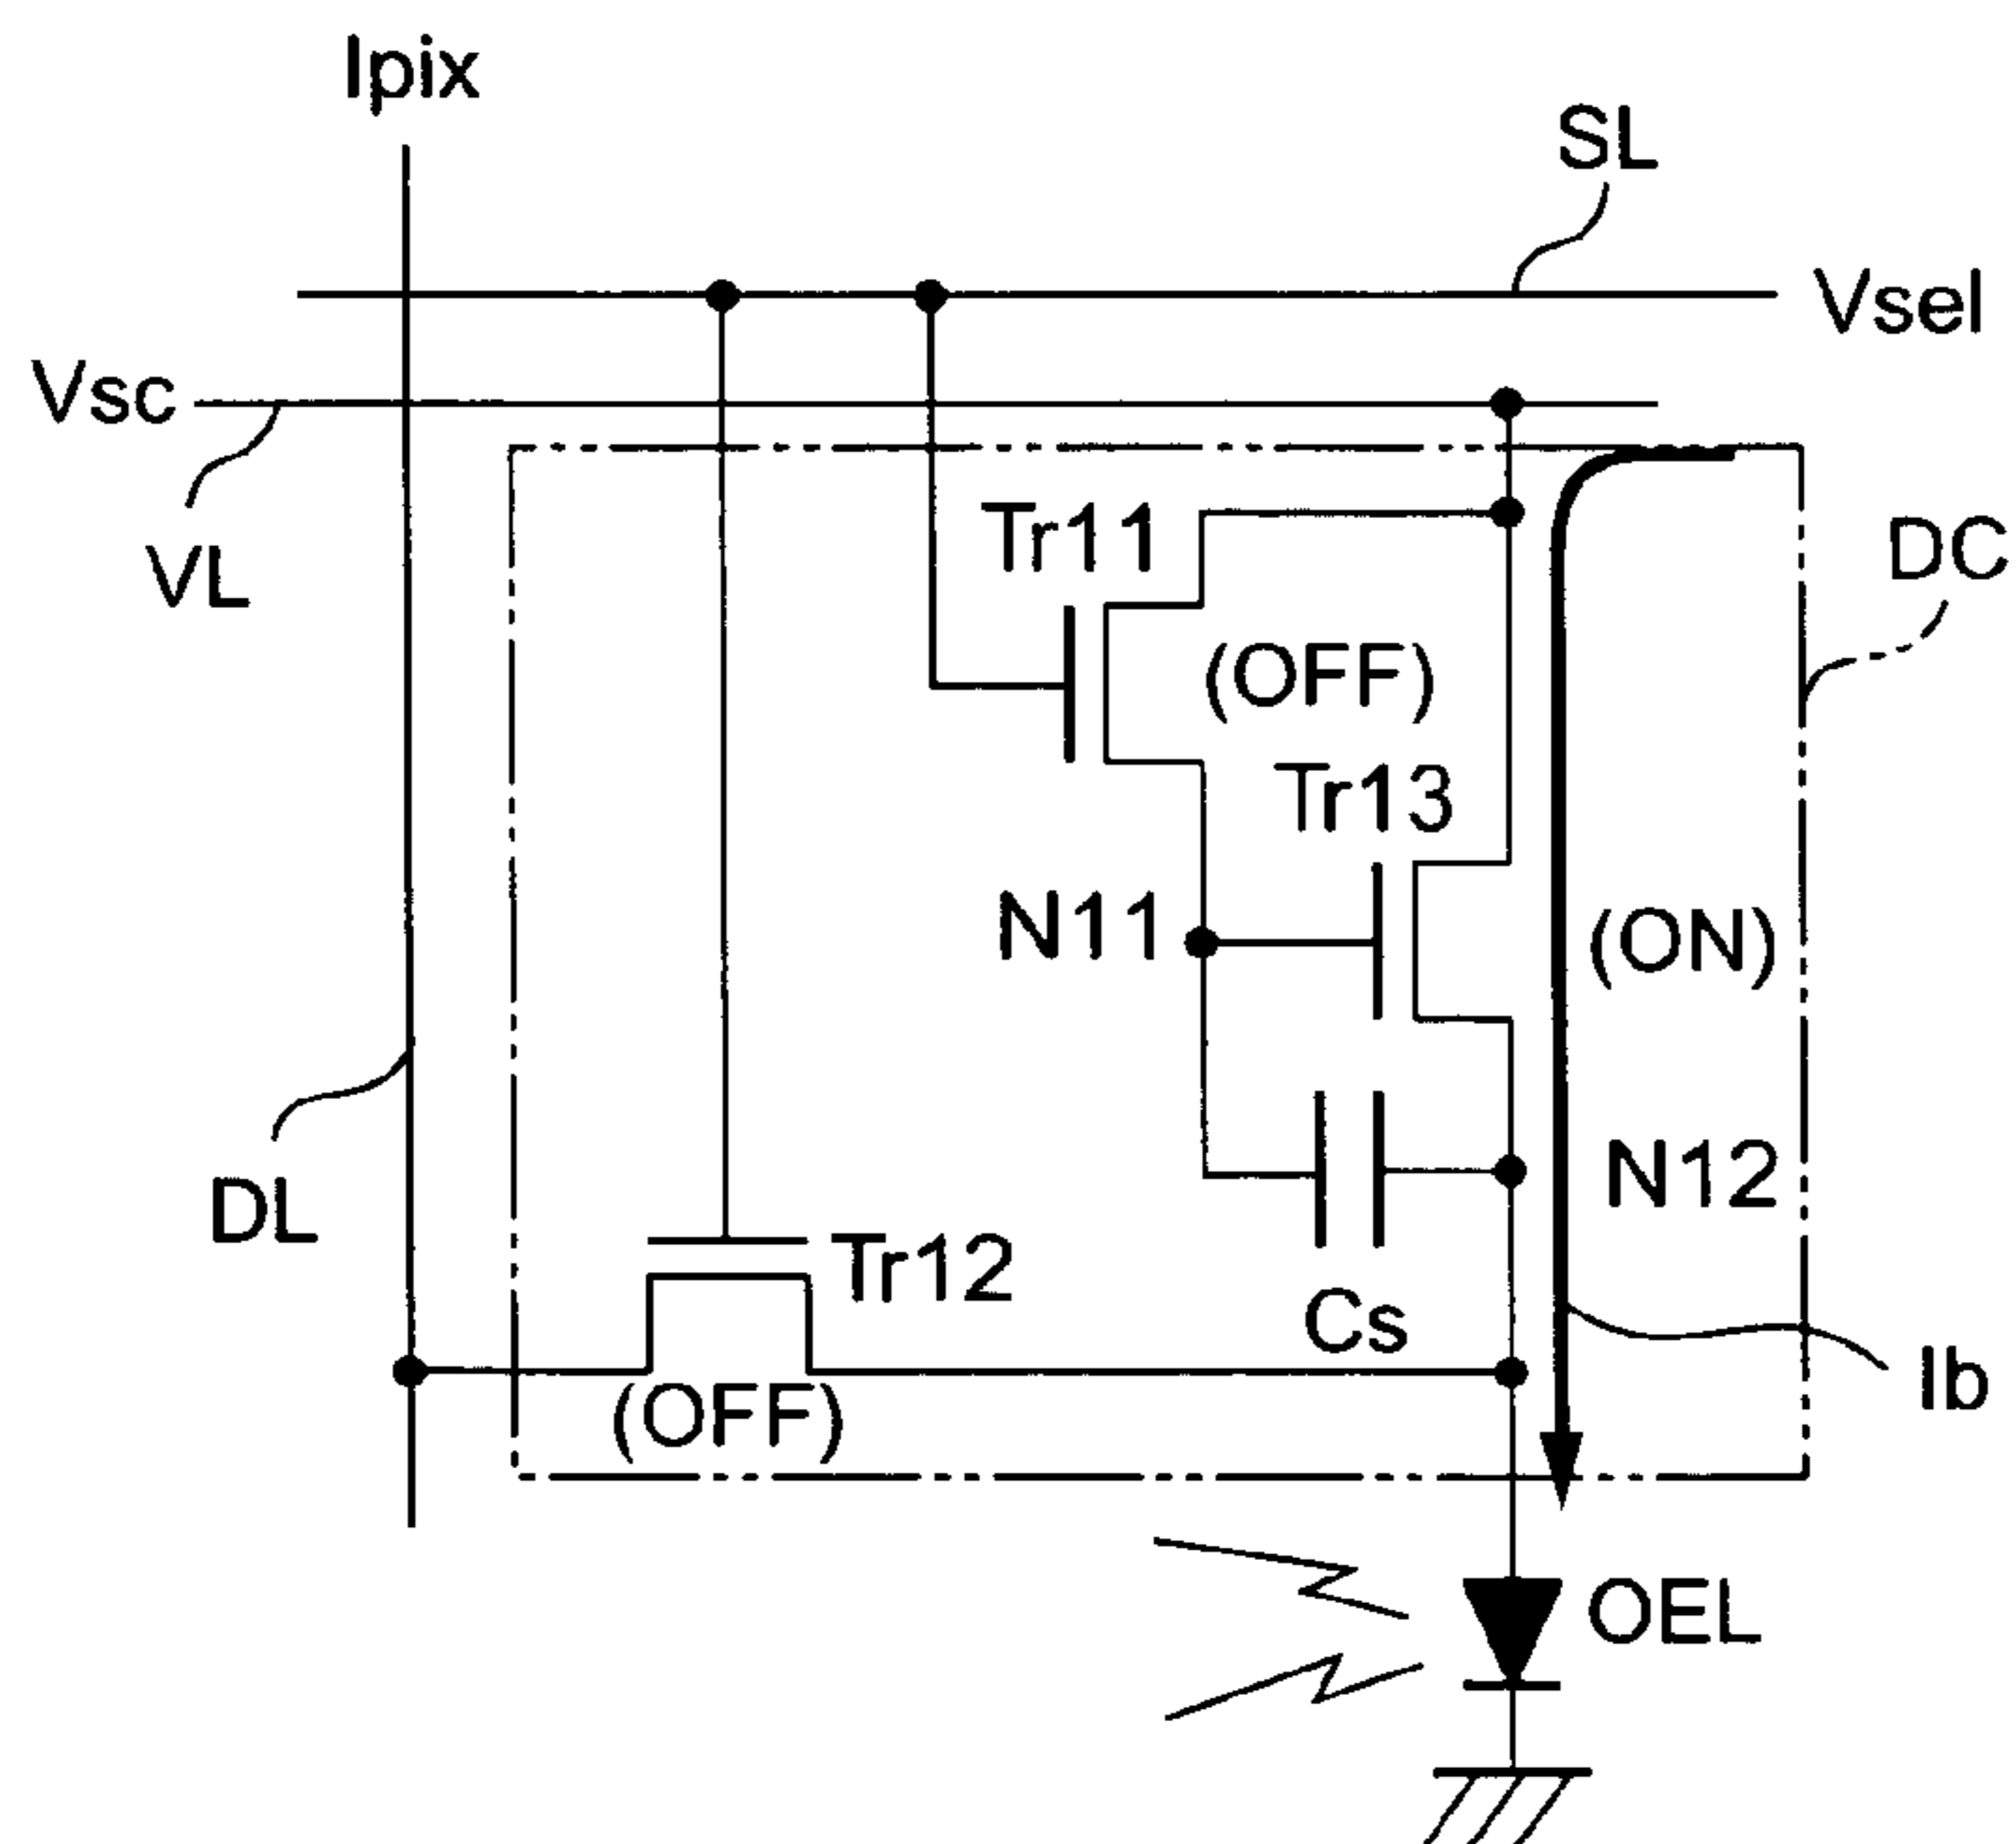 Ipix
SL
Vsel
Vsc
VL
Tr11
DC
(OFF)
Tr13
N11
(ON)
N12
DL
Tr12
Cs
Ib
(OFF)
OEL